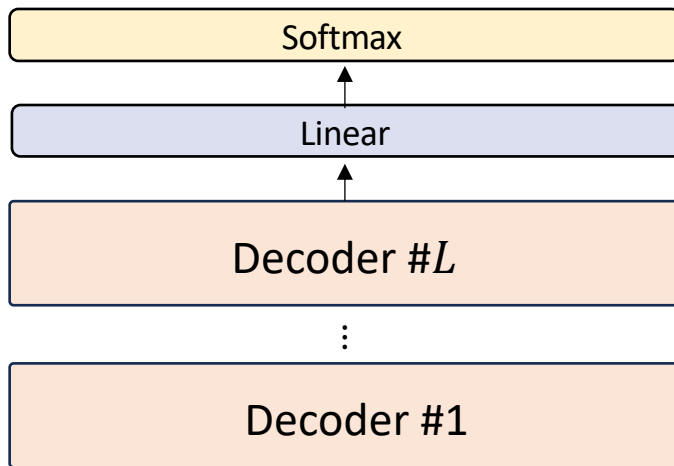 Softmax
Linear
Decoder #L
⋮
Decoder #1